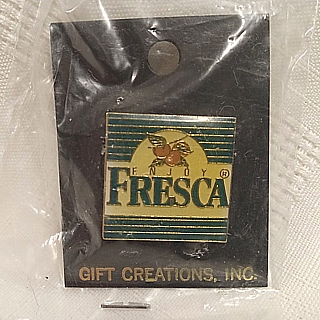 ENJOY
FRESCA®
GIFT CREATIONS, INC.